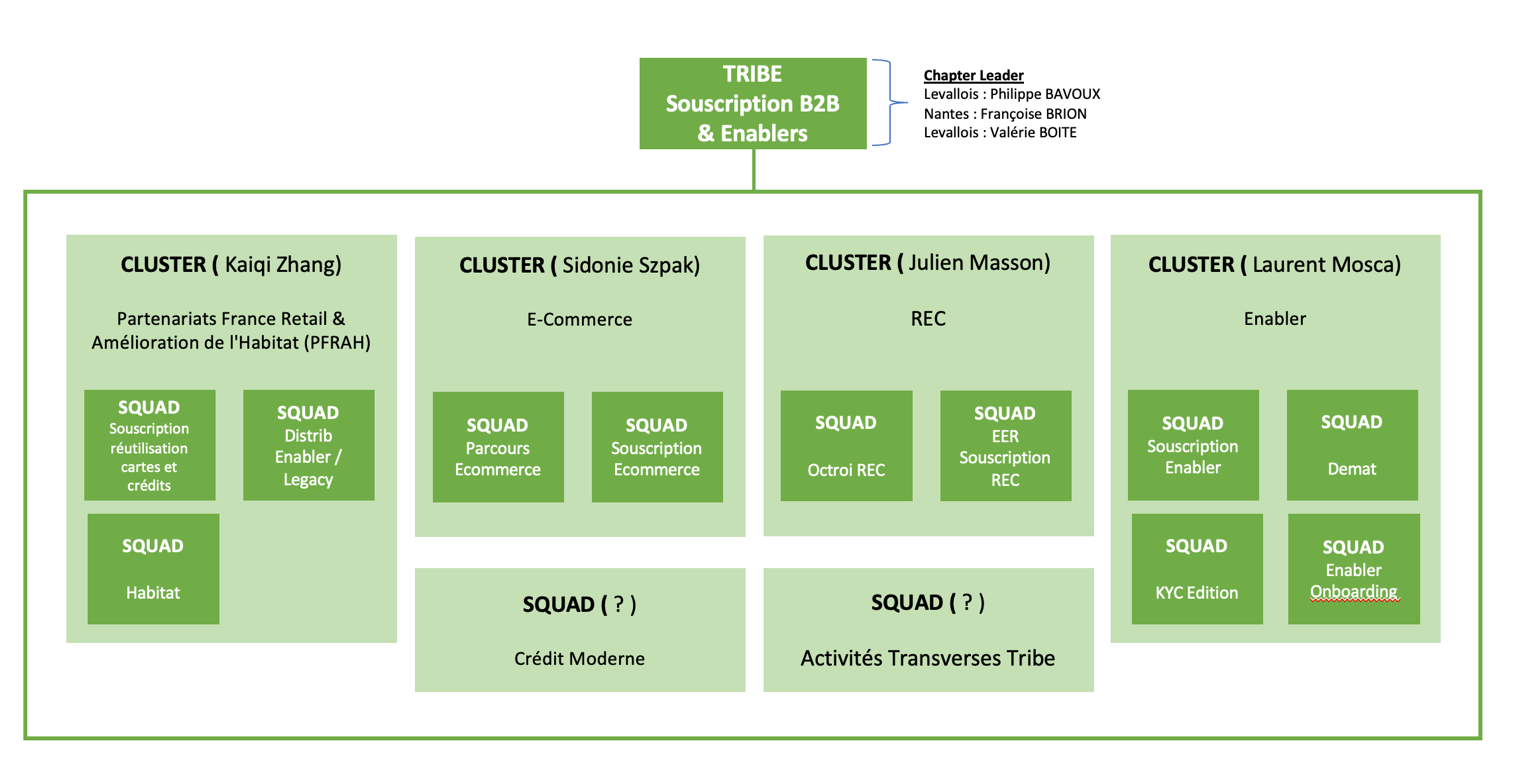 TRIBE
Souscription B2B
& Enablers
Chapter Leader
Levallois : Philippe BAVOUX
Nantes : Françoise BRION
Levallois : Valérie BOITE
CLUSTER ( Kaiqi Zhang)
Partenariats France Retail &
Amélioration de l'Habitat (PFRAH)
SQUAD
Souscription
réutilisation
cartes et
crédits
SQUAD
Distrib
Enabler /
Legacy
SQUAD
Habitat
CLUSTER ( Sidonie Szpak)
E-Commerce
SQUAD
Parcours
Ecommerce
SQUAD
Souscription
Ecommerce
CLUSTER ( Julien Masson)
REC
SQUAD
Octroi REC
SQUAD
EER
Souscription
REC
CLUSTER ( Laurent Mosca)
Enabler
SQUAD
Souscription
Enabler
SQUAD
Demat
SQUAD
KYC Edition
SQUAD
Enabler
Onboarding
SQUAD ( ? )
Crédit Moderne
SQUAD ( ? )
Activités Transverses Tribe